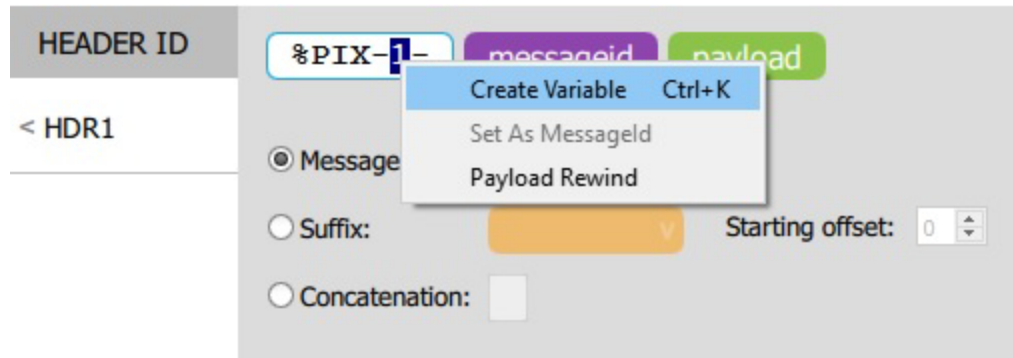 HEADER ID
%PIX-1- messageid payload
Create Variable Ctrl+K
< HDR1
Set As MessageId
Message
Payload Rewind
Suffix: v Starting offset: 0
Concatenation: